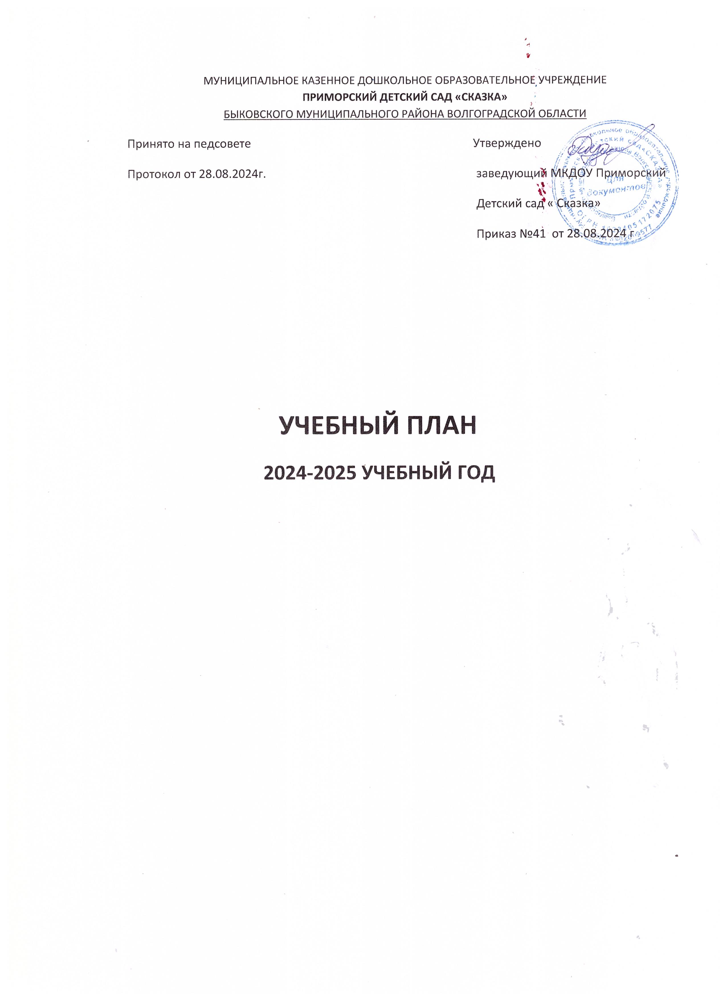 МУНИЦИПАЛЬНОЕ КАЗЕННОЕ ДОШКОЛЬНОЕ ОБРАЗОВАТЕЛЬНОЕ УЧРЕЖДЕНИЕ
ПРИМОРСКИЙ ДЕТСКИЙ САД «СКАЗКА»
БЫКОВСКОГО МУНИЦИПАЛЬНОГО РАЙОНА ВОЛГОГРАДСКОЙ ОБЛАСТИ
Принято на педсовете
Протокол от 28.08.2024г.
Утверждено
заведующий МКДОУ Приморский
Детский сад « Сказка»
Приказ №41 от 28.08.2024 г
для
документов
УЧЕБНЫЙ ПЛАН
2024-2025 УЧЕБНЫЙ ГОД